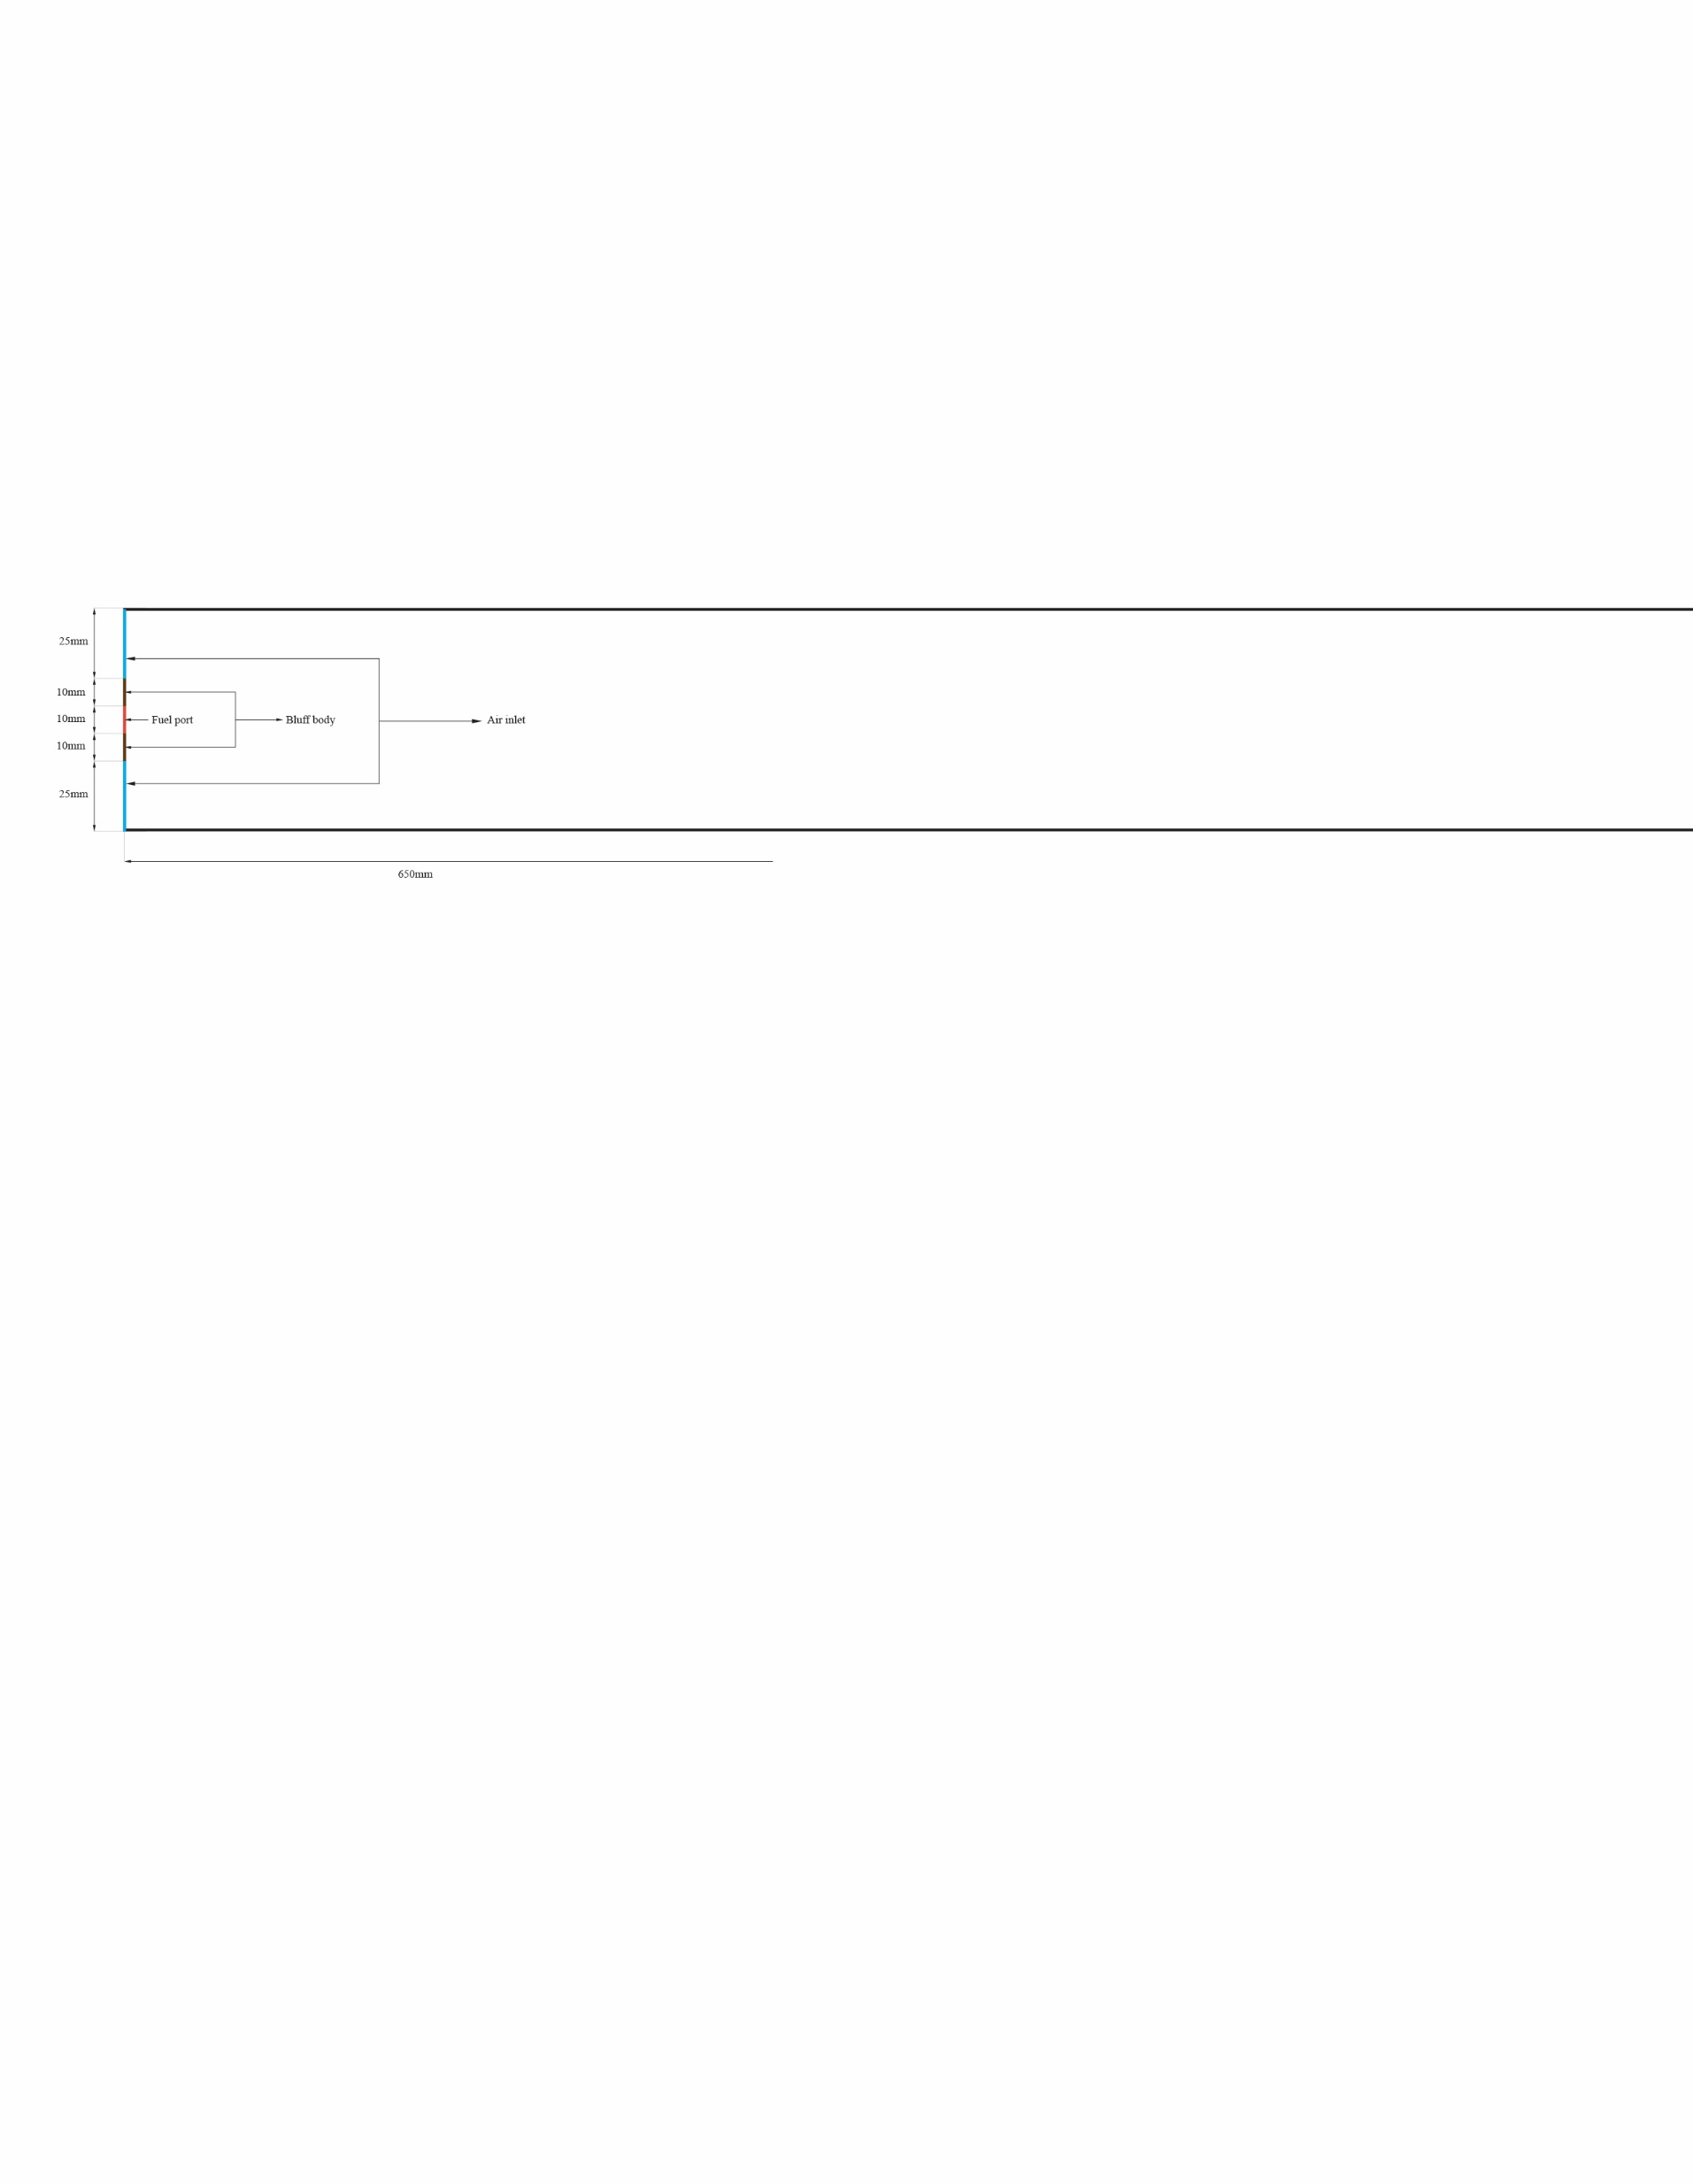 25mm
10mm
10mm
Fuel port
Bluff body
Air inlet
10mm
25mm
650mm